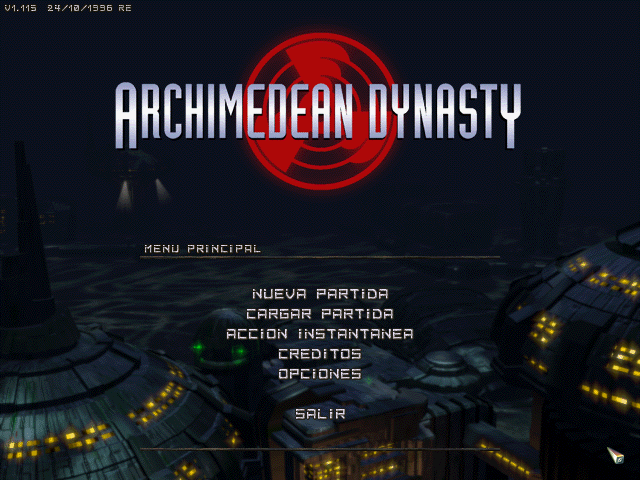 V1.115 24/10/1996 RE
ARCHIMEDEAN DYNASTY
MENU PRINCIPAL
NUEVA PARTIDA
CARGAR PARTIDA
ACCION INSTANTANEA
CREDITOS
OPCIONES
SALIR